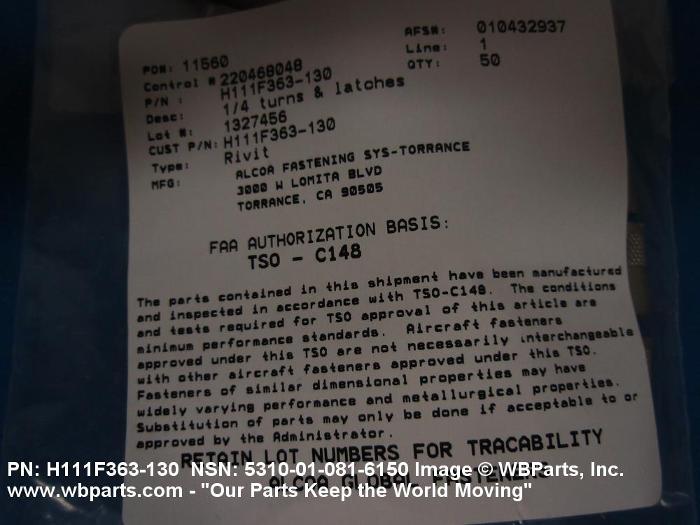 PO#: 11560
AFS#: 010432937
Control # 220468048
Line: 1
P/N : H111F363-130
QTY: 50
Desc: 1/4 turns & latches
Lot #: 1327456
CUST P/N: H111F363-130
Type: Rivit
MFG: ALCOA FASTENING SYS-TORRANCE
3000 W LOMITA BLVD
TORRANCE, CA 90505
FAA AUTHORIZATION BASIS:
TSO - C148
The parts contained in this shipment have been manufactured
and inspected in accordance with TSO-C148. The conditions
and tests required for TSO approval of this article are
minimum performance standards. Aircraft fasteners
approved under this TSO are not necessarily interchangeable
with other aircraft fasteners approved under this TSO.
Fasteners of similar dimensional properties may have
widely varying performance and metallurgical properties.
Substitution of parts may only be done if acceptable to or
approved by the Administrator.
RETAIN LOT NUMBERS FOR TRACABILITY
ALCOA GLOBAL FASTENERS
PN: H111F363-130 NSN: 5310-01-081-6150 Image © WBParts, Inc.
www.wbparts.com - "Our Parts Keep the World Moving"